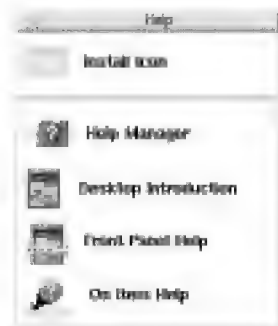 Help
Install Icon
Help Manager
Desktop Introduction
Front Panel Help
On Item Help